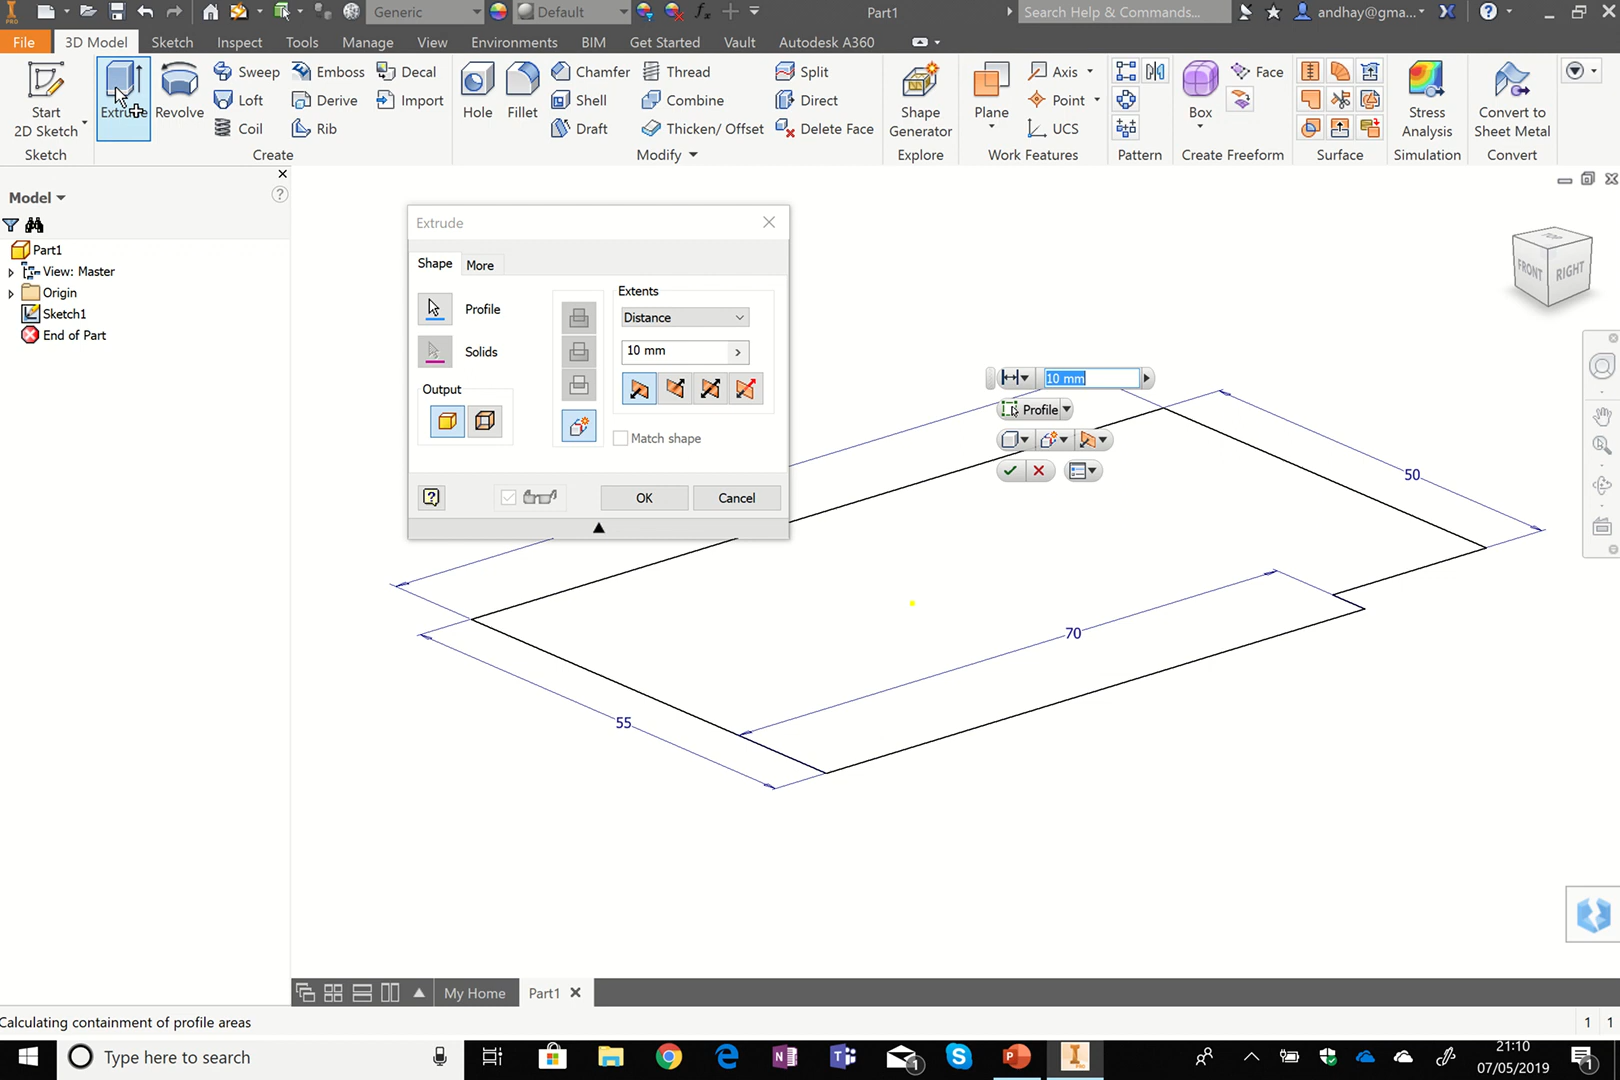 PRO
Generic
Default
Part1
Search Help & Commands...
andhay@gma...
File
3D Model
Sketch
Inspect
Tools
Manage
View
Environments
BIM
Get Started
Vault
Autodesk A360
Start
2D Sketch
Extrude
Revolve
Sweep
Loft
Coil
Emboss
Derive
Rib
Decal
Import
Hole
Fillet
Chamfer
Shell
Draft
Thread
Combine
Thicken/ Offset
Split
Direct
Delete Face
Shape
Generator
Plane
Axis
Point
UCS
Box
Face
Stress
Analysis
Convert to
Sheet Metal
Sketch
Create
Modify
Explore
Work Features
Pattern
Create Freeform
Surface
Simulation
Convert
Model
Part1
View: Master
Origin
Sketch1
End of Part
Extrude
Shape
More
Profile
Solids
Output
Extents
Distance
10 mm
Match shape
OK
Cancel
10 mm
Profile
TOP
FRONT
RIGHT
50
70
55
My Home
Part1
Calculating containment of profile areas
1
1
Type here to search
1
21:10
07/05/2019
1